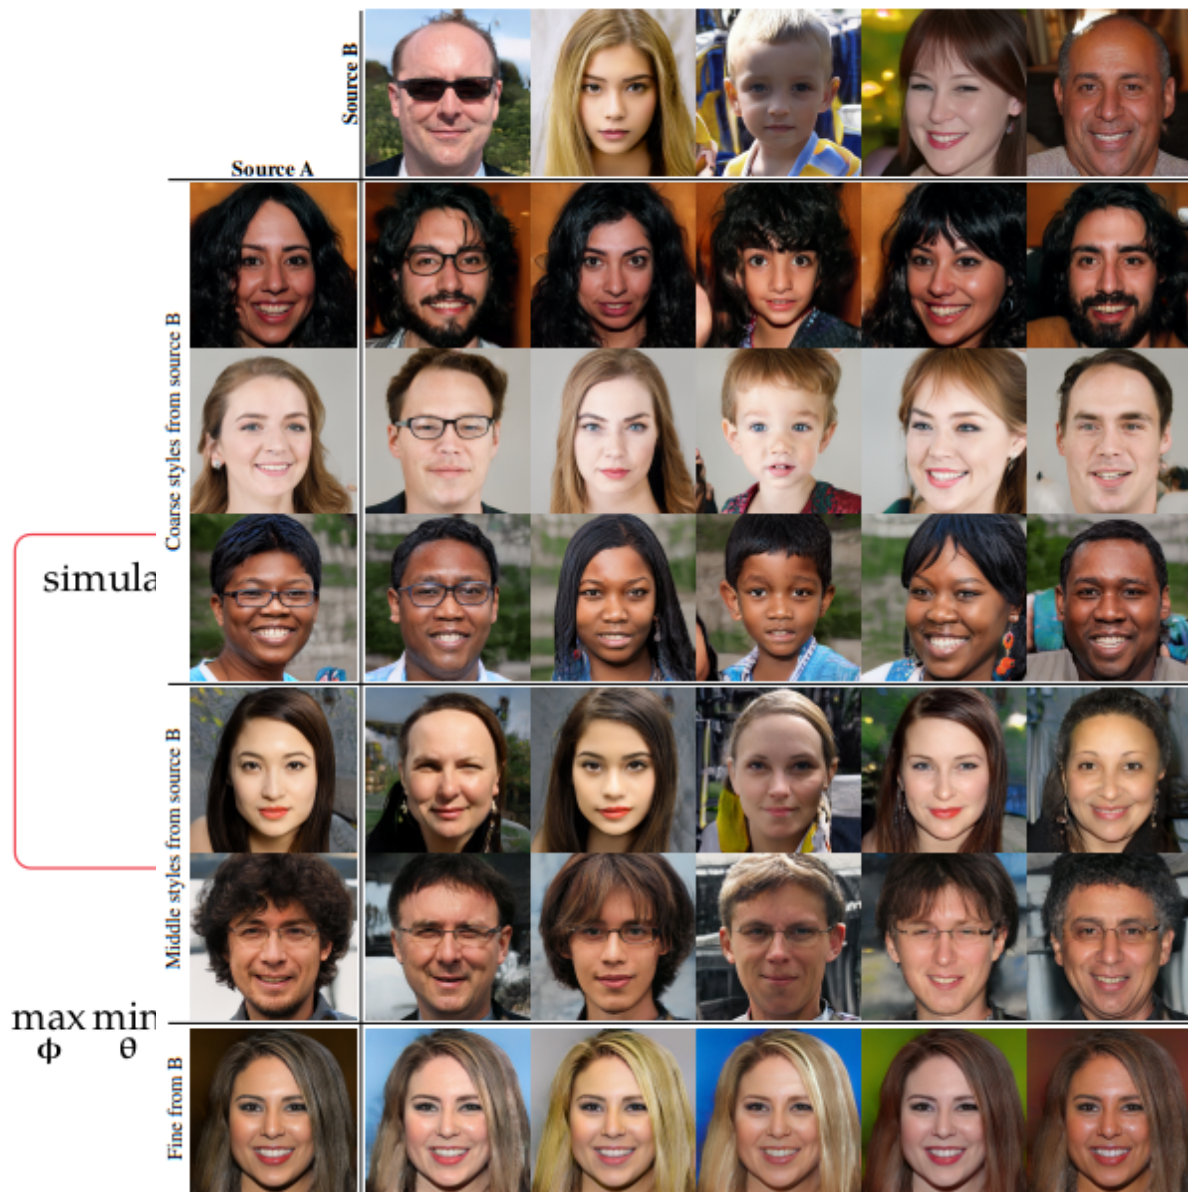 Source B
Source A
Coarse styles from source B
simula
Middle styles from source B
max min
ϕ θ
Fine from B